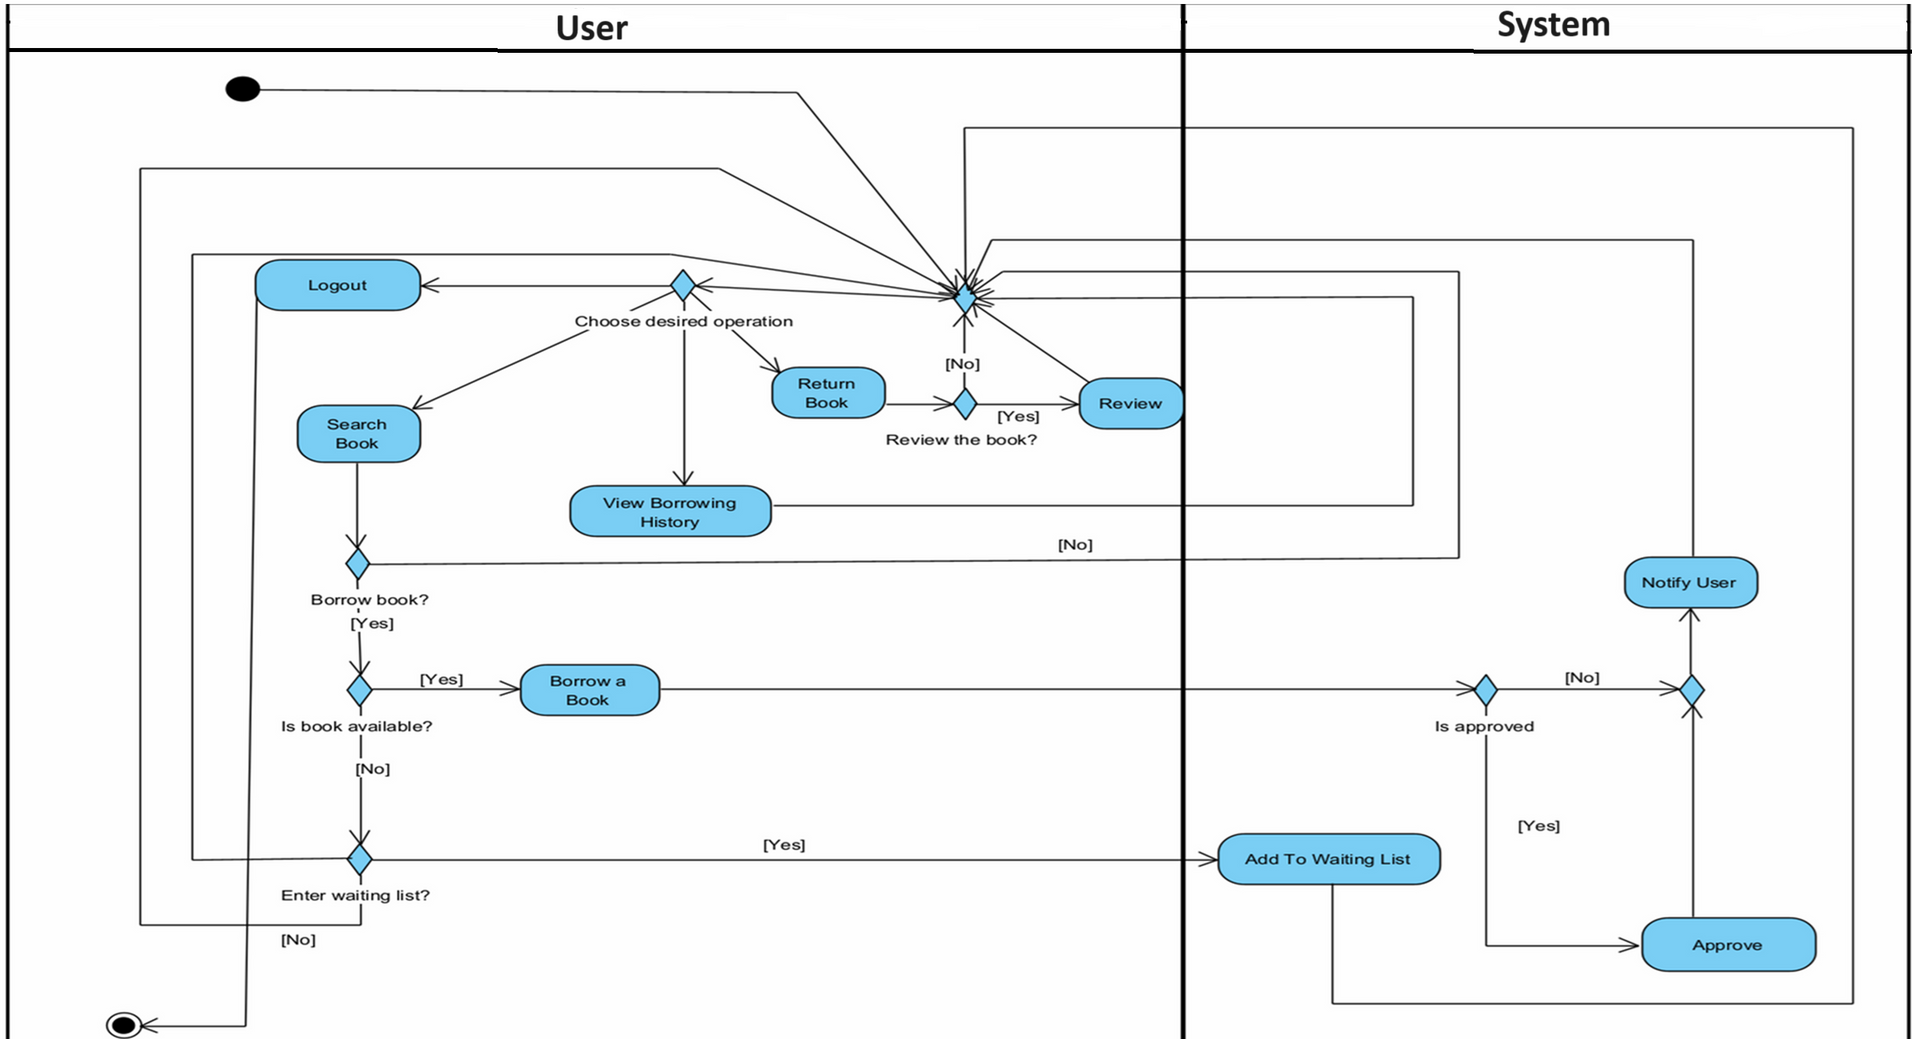 User
System
Logout
Choose desired operation
[No]
Return
Book
Review
[Yes]
Review the book?
Search
Book
View Borrowing
History
[No]
Borrow book?
[Yes]
Notify User
[Yes]
Borrow a
Book
[No]
Is book available?
Is approved
[No]
[Yes]
[Yes]
Add To Waiting List
Enter waiting list?
[No]
Approve